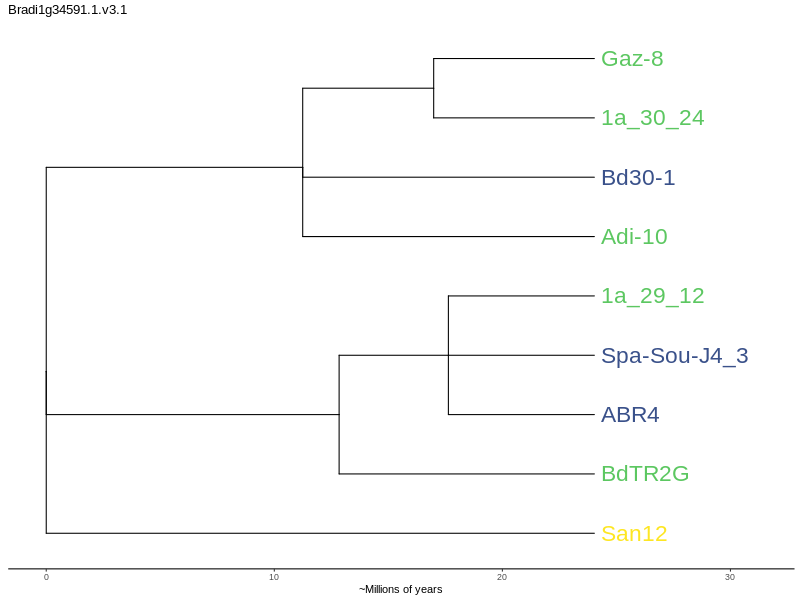 Bradi1g34591.1.v3.1
Gaz-8
1a_30_24
Bd30-1
Adi-10
1a_29_12
Spa-Sou-J4_3
ABR4
BdTR2G
San12
0 10 20 30
~Millions of years